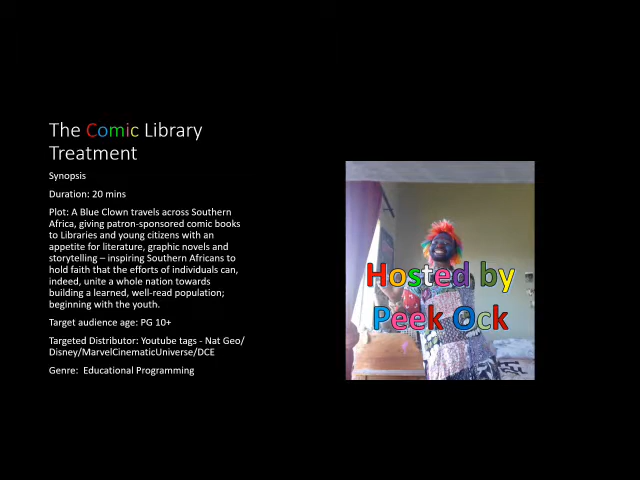 The Comic Library
Treatment
Synopsis
Duration: 20 mins
Plot: A Blue Clown travels across Southern
Africa, giving patron-sponsored comic books
to Libraries and young citizens with an
appetite for literature, graphic novels and
storytelling – inspiring Southern Africans to
hold faith that the efforts of individuals can,
indeed, unite a whole nation towards
building a learned, well-read population;
beginning with the youth.
Target audience age: PG 10+
Targeted Distributor: Youtube tags - Nat Geo/
Disney/MarvelCinematicUniverse/DCE
Genre:  Educational Programming
Hosted by
Peek Ock